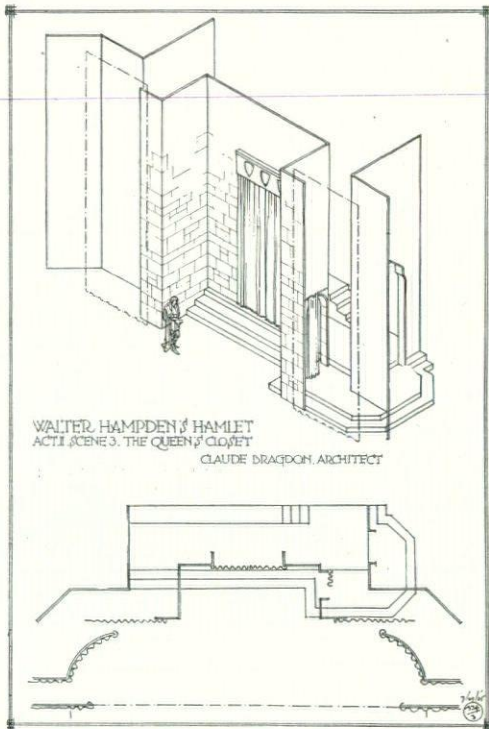 WALTER HAMPDEN'S HAMLET
ACT II SCENE 3. THE QUEEN'S CLOSET
CLAUDE BRAGDON, ARCHITECT